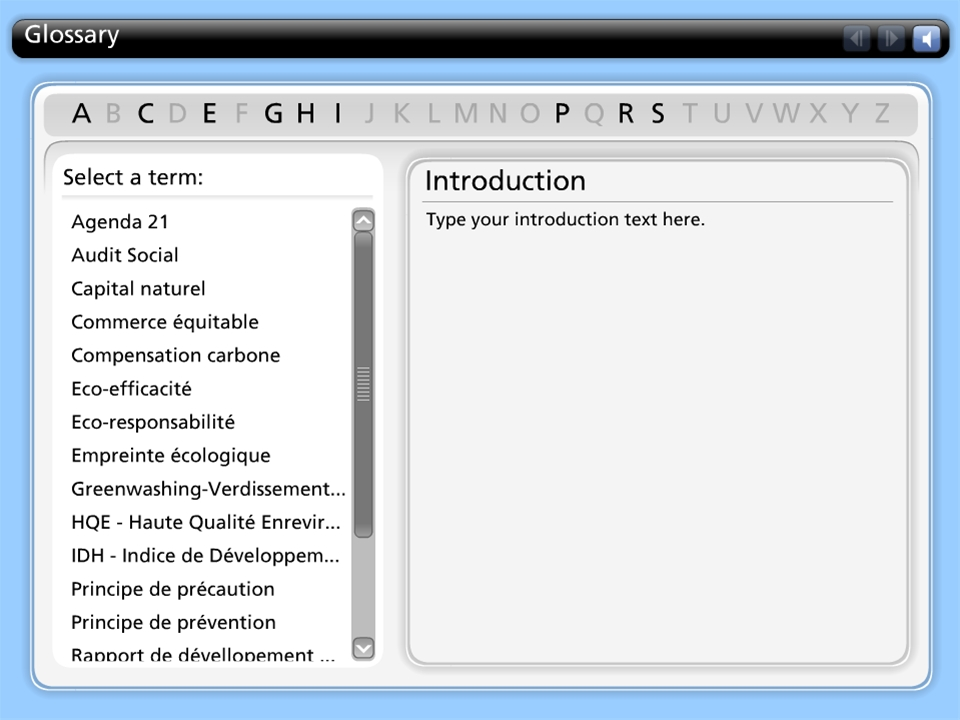 Glossary
A B C D E F G H I J K L M N O P Q R S T U V W X Y Z
Select a term:
Agenda 21
Audit Social
Capital naturel
Commerce équitable
Compensation carbone
Eco-efficacité
Eco-responsabilité
Empreinte écologique
Greenwashing-Verdissement...
HQE - Haute Qualité Enrevir...
IDH - Indice de Développem...
Principe de précaution
Principe de prévention
Rapport de dévellopement ...
Introduction
Type your introduction text here.